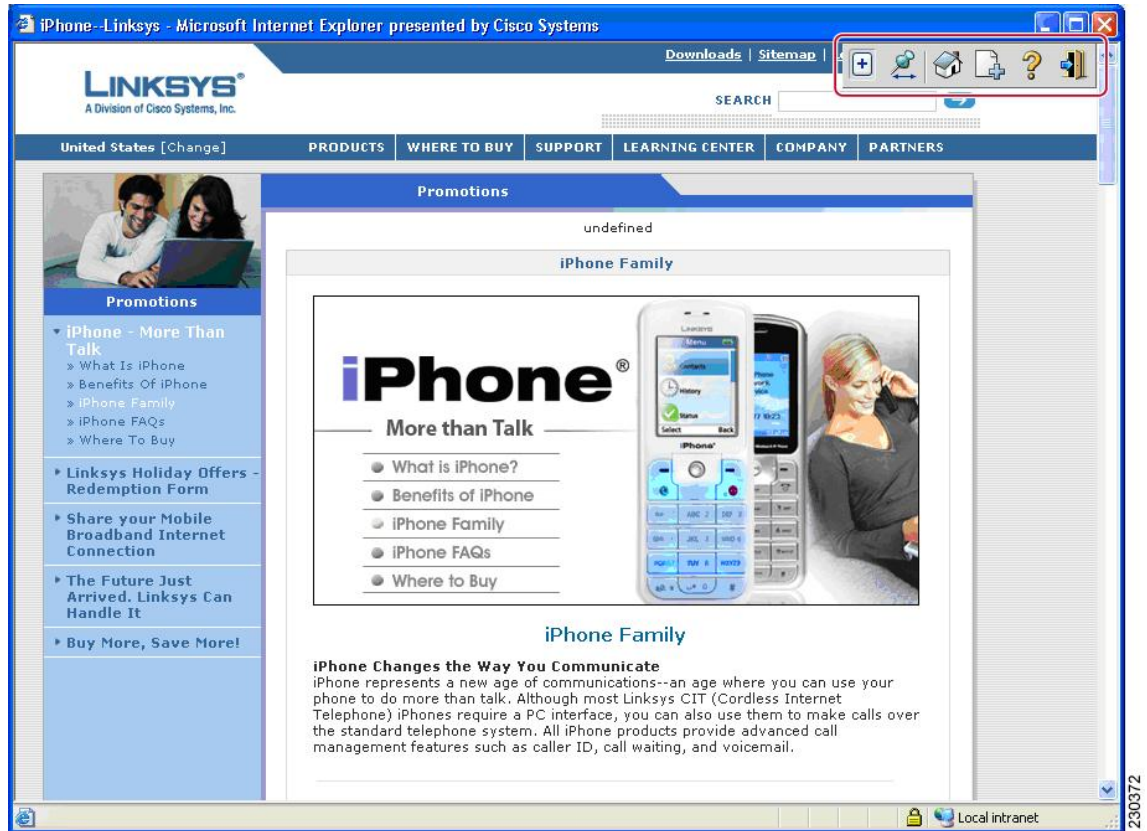 iPhone--Linksys - Microsoft Internet Explorer presented by Cisco Systems
Downloads | Sitemap |
LINKSYS®
A Division of Cisco Systems, Inc.
SEARCH
United States [Change]
PRODUCTS
WHERE TO BUY
SUPPORT
LEARNING CENTER
COMPANY
PARTNERS
Promotions
iPhone - More Than
Talk
» What Is iPhone
» Benefits Of iPhone
» iPhone Family
» iPhone FAQs
» Where To Buy
Linksys Holiday Offers -
Redemption Form
Share your Mobile
Broadband Internet
Connection
The Future Just
Arrived. Linksys Can
Handle It
Buy More, Save More!
Promotions
undefined
iPhone Family
iPhone®
More than Talk
What is iPhone?
Benefits of iPhone
iPhone Family
iPhone FAQs
Where to Buy
LINKSYS
Menu
Contacts
History
Status
Select Back
iPhone
iPhone Family
iPhone Changes the Way You Communicate
iPhone represents a new age of communications--an age where you can use your
phone to do more than talk. Although most Linksys CIT (Cordless Internet
Telephone) iPhones require a PC interface, you can also use them to make calls over
the standard telephone system. All iPhone products provide advanced call
management features such as caller ID, call waiting, and voicemail.
Local intranet
230372